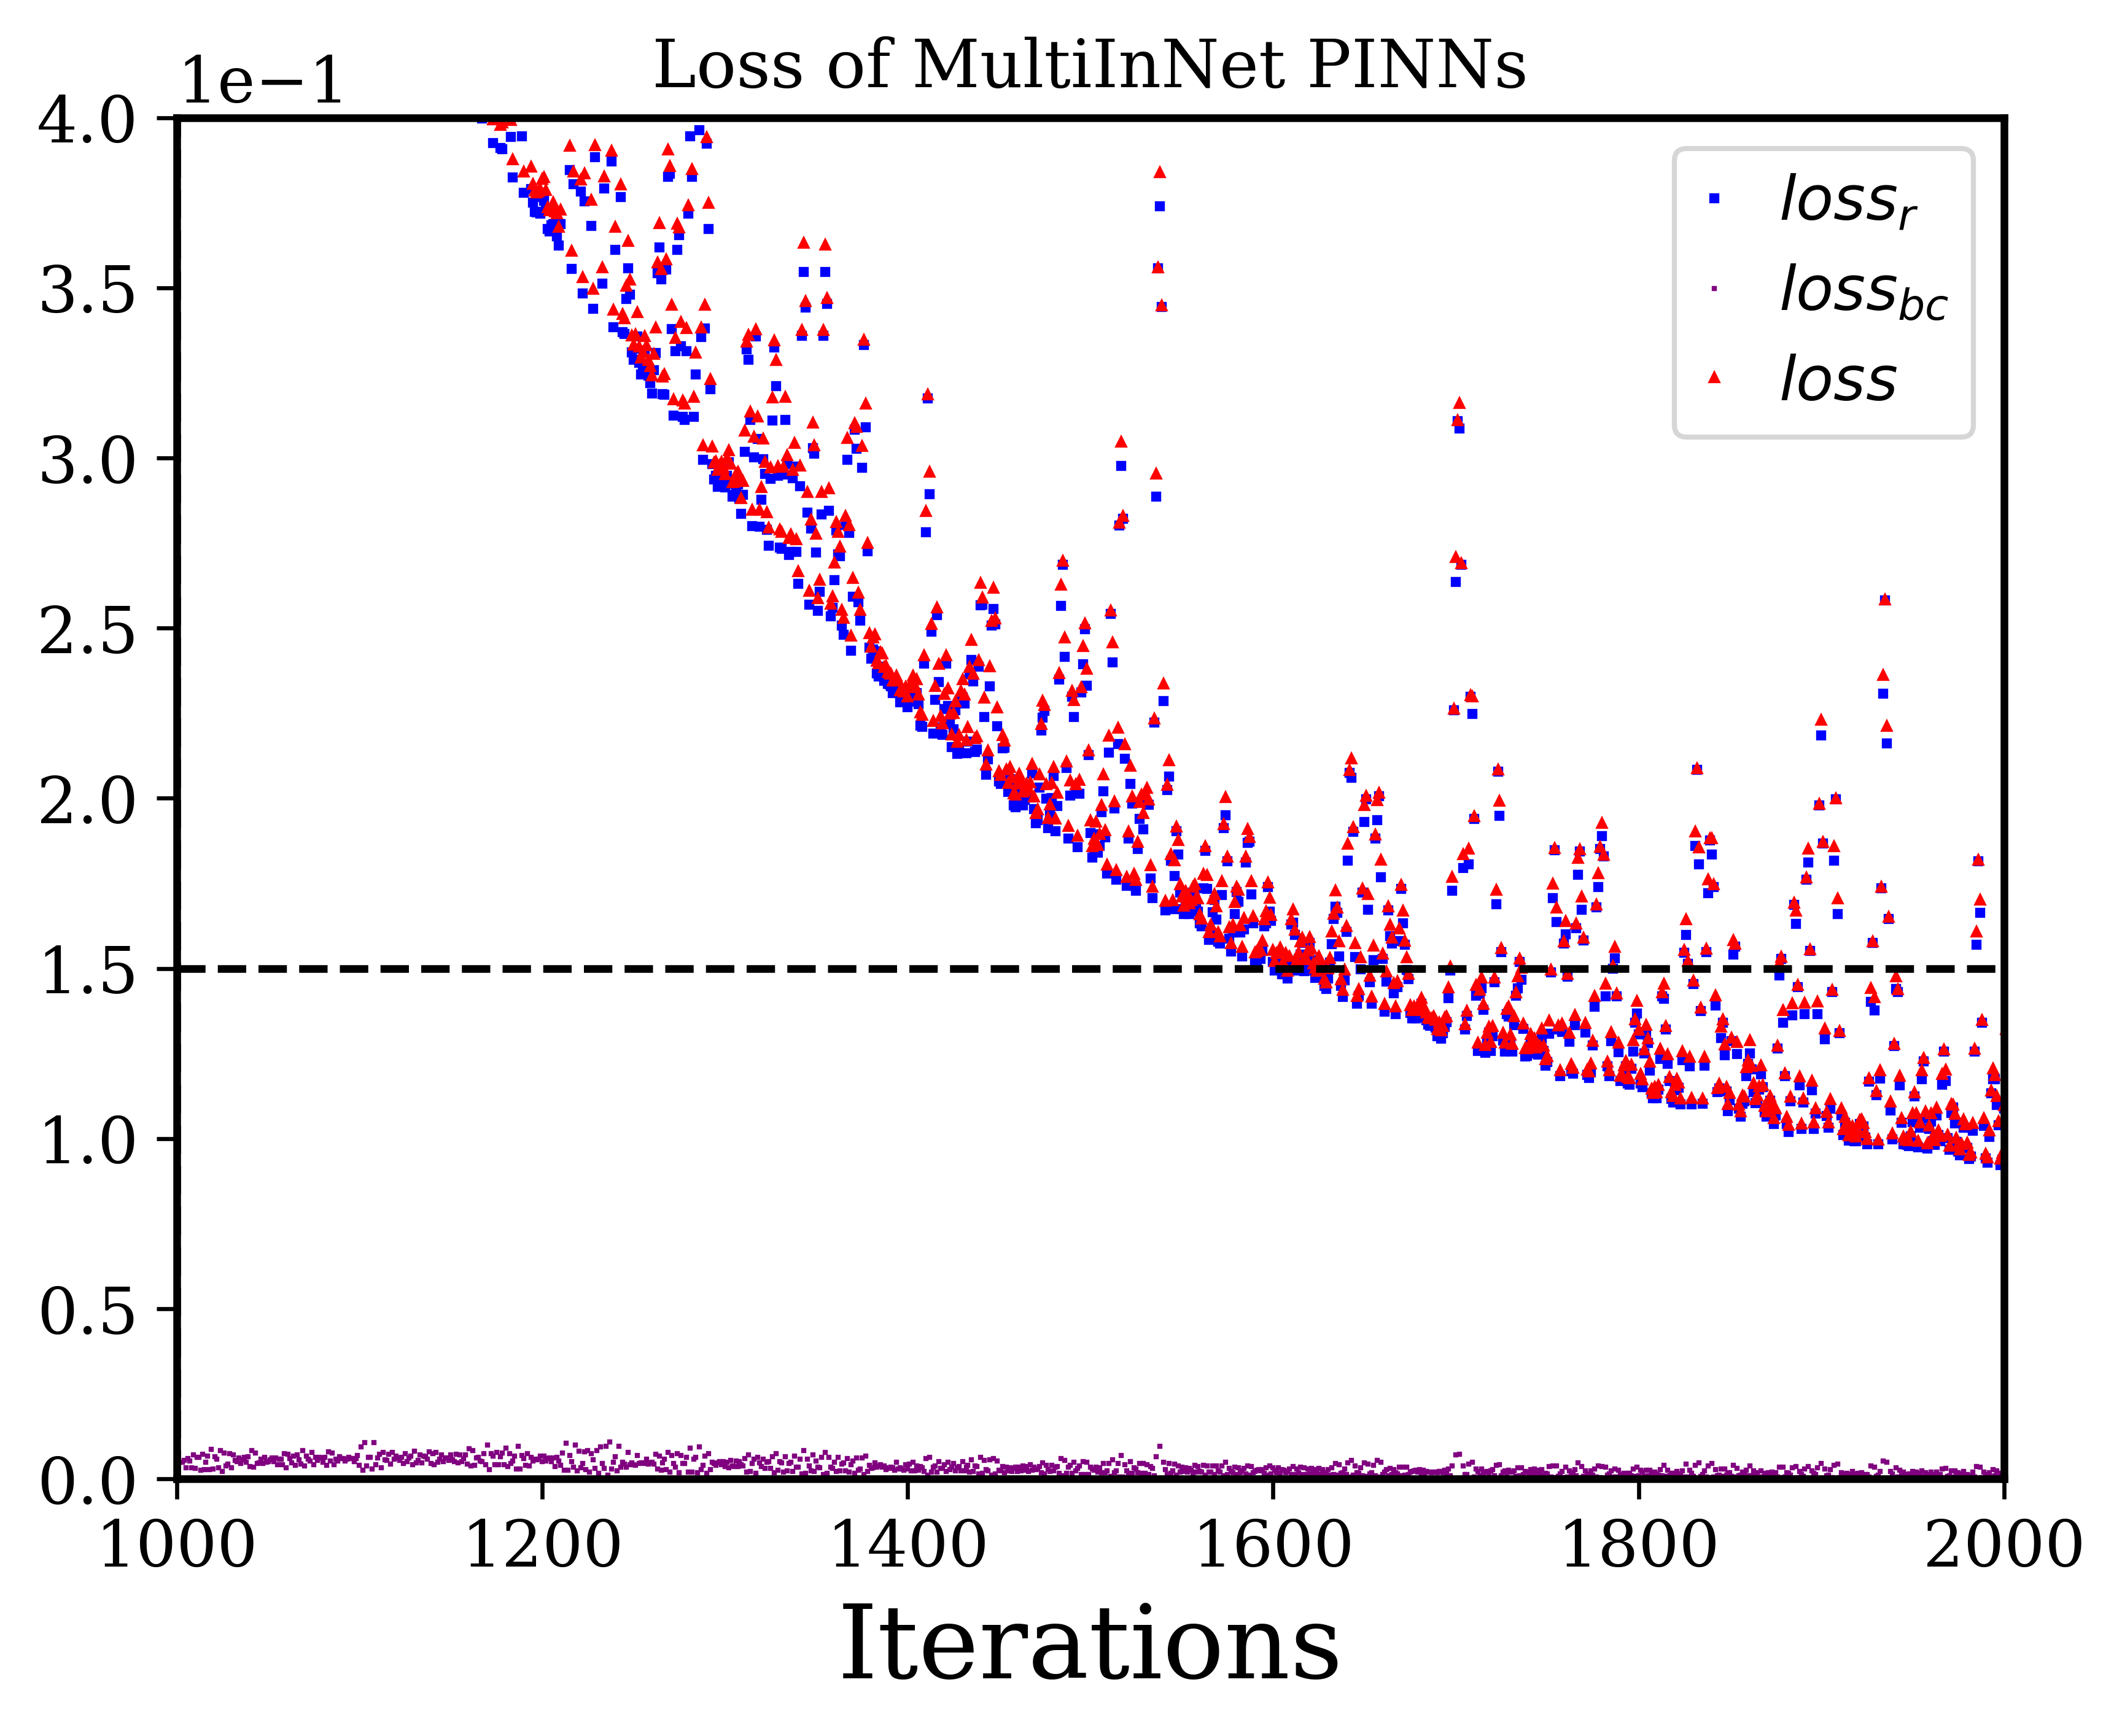 Loss of MultiInNet PINNs
1e−1
4.0
3.5
3.0
2.5
2.0
1.5
1.0
0.5
0.0
loss_r
loss_bc
loss
1000 1200 1400 1600 1800 2000
Iterations